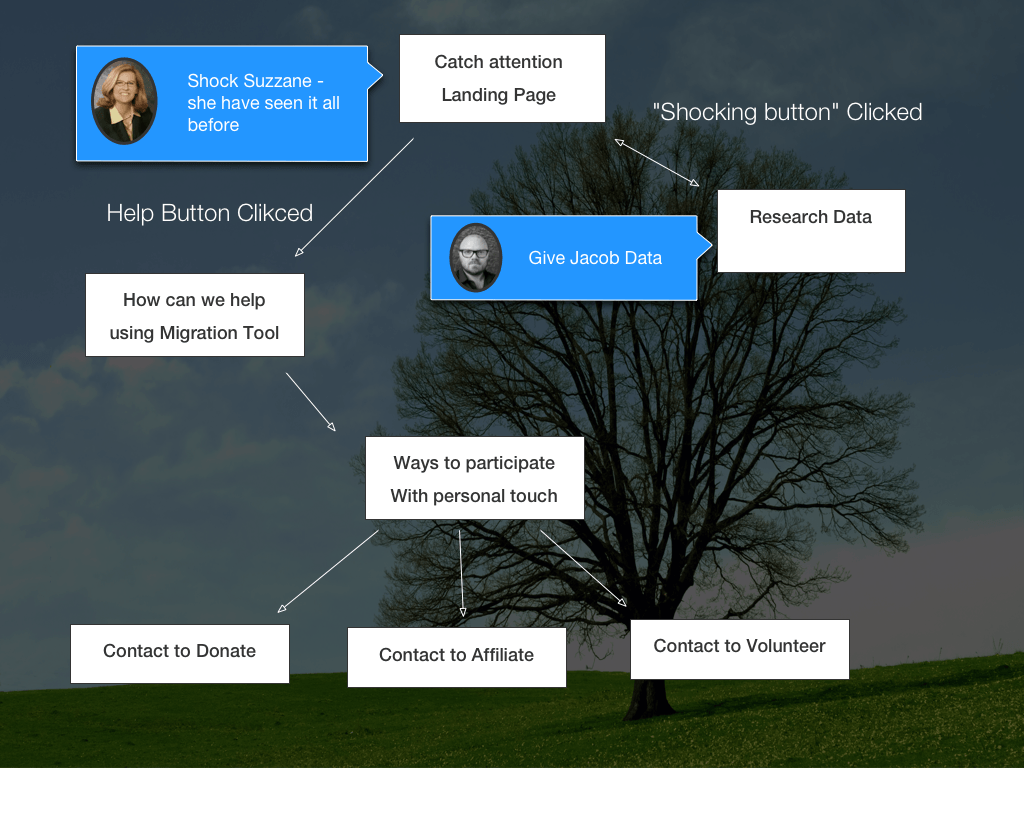 Catch attention
Landing Page
Shock Suzzane -
she have seen it all
before
"Shocking button" Clicked
Help Button Clikced
Research Data
Give Jacob Data
How can we help
using Migration Tool
Ways to participate
With personal touch
Contact to Donate
Contact to Affiliate
Contact to Volunteer